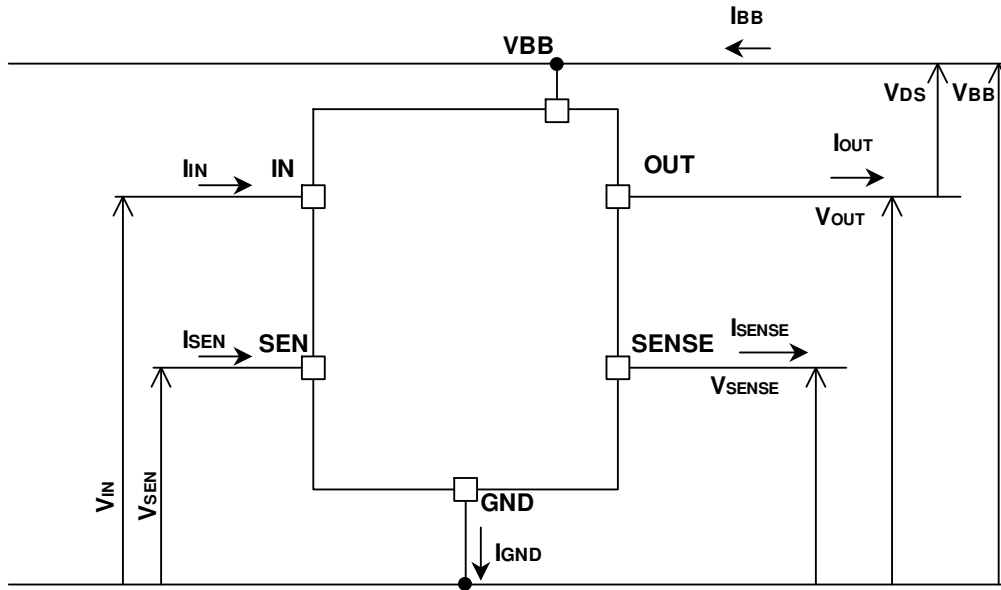 IBB
VBB
VDS
VBB
IIN
IN
OUT
IOUT
VOUT
ISEN
SEN
SENSE
ISENSE
VSENSE
VIN
VSEN
GND
IGND